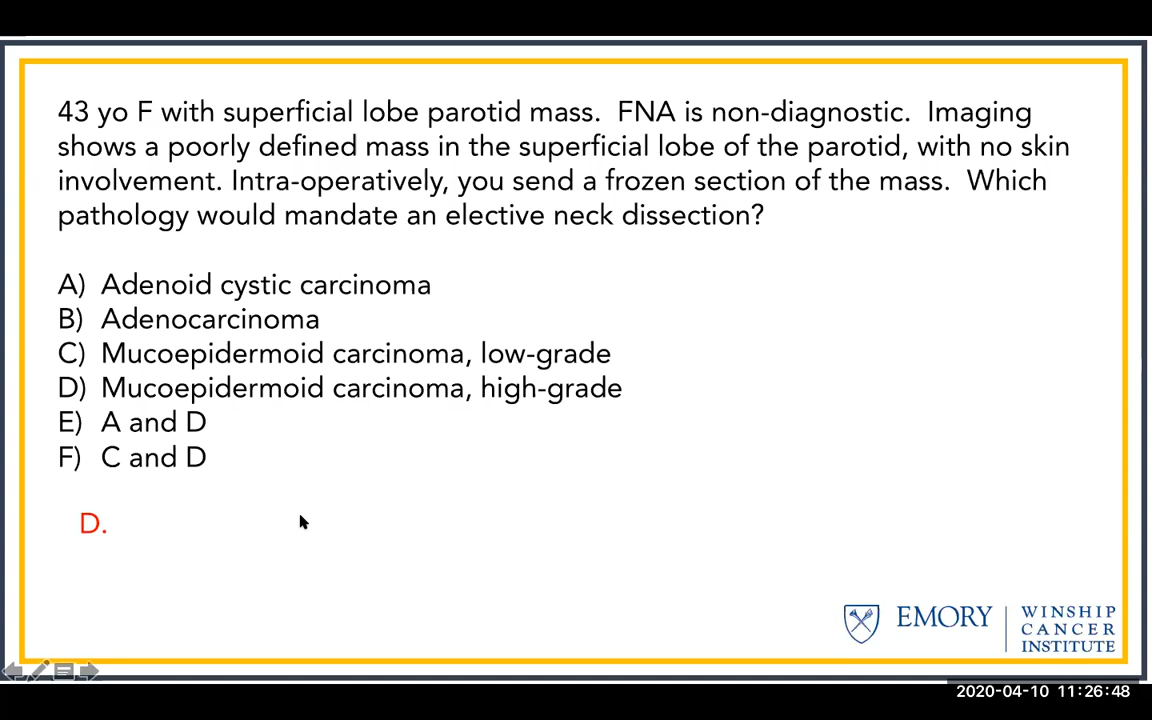 43 yo F with superficial lobe parotid mass.  FNA is non-diagnostic.  Imaging
shows a poorly defined mass in the superficial lobe of the parotid, with no skin
involvement. Intra-operatively, you send a frozen section of the mass.  Which
pathology would mandate an elective neck dissection?
A) Adenoid cystic carcinoma
B) Adenocarcinoma
C) Mucoepidermoid carcinoma, low-grade
D) Mucoepidermoid carcinoma, high-grade
E) A and D
F) C and D
D.
EMORY
WINSHIP
CANCER
INSTITUTE
2020-04-10 11:26:48